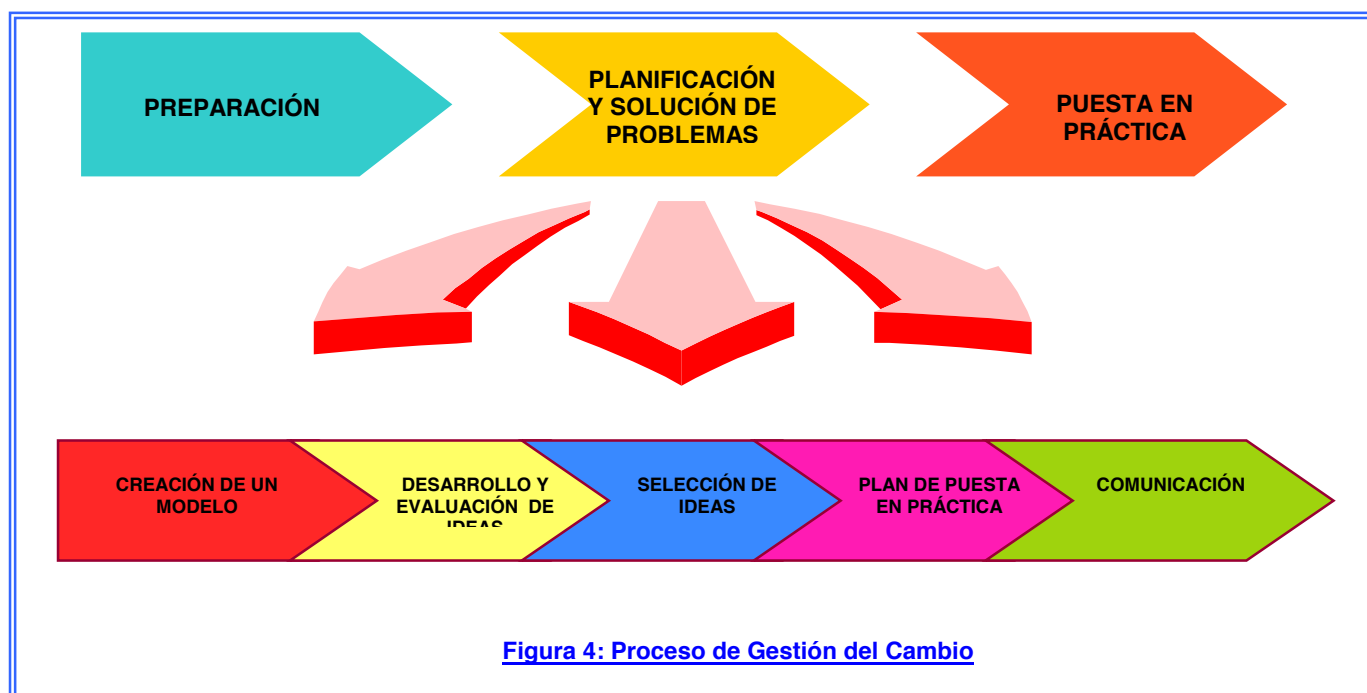 PREPARACIÓN
PLANIFICACIÓN
Y SOLUCIÓN DE
PROBLEMAS
PUESTA EN
PRÁCTICA
CREACIÓN DE UN
MODELO
DESARROLLO Y
EVALUACIÓN DE
IDEAS
SELECCIÓN DE
IDEAS
PLAN DE PUESTA
EN PRÁCTICA
COMUNICACIÓN
Figura 4: Proceso de Gestión del Cambio